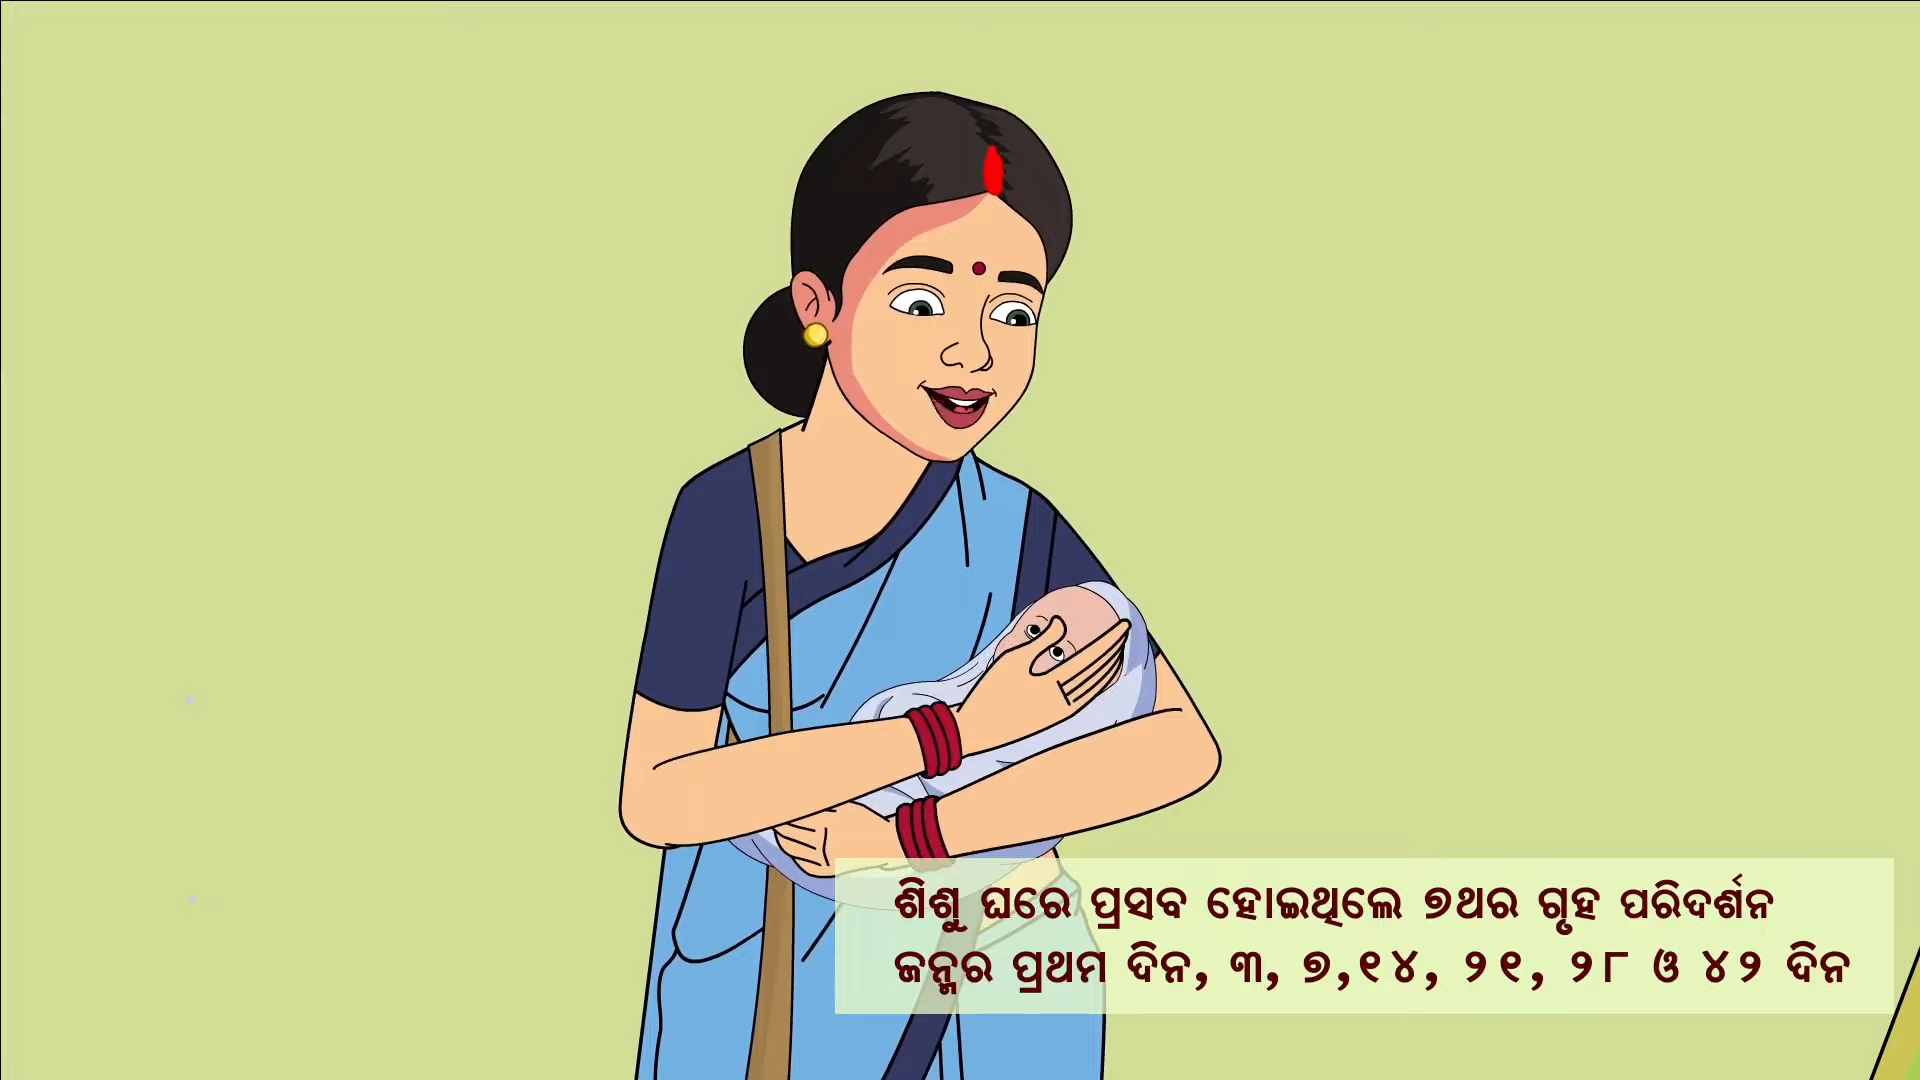 ଶିଶୁ ଘରେ ପ୍ରସବ ହୋଇଥିଲେ ୭ଥର ଗୃହ ପରିଦର୍ଶନ
ଜନ୍ମର ପ୍ରଥମ ଦିନ, ୩, ୭,୧୪, ୨୧, ୨୮ ଓ ୪୨ ଦିନ